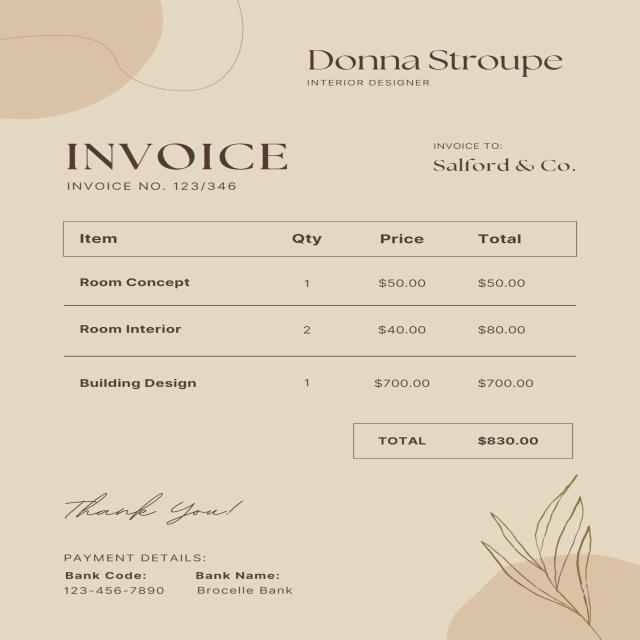 Donna Stroupe
INTERIOR DESIGNER
INVOICE
INVOICE NO. 123/346
INVOICE TO:
Salford & Co.
Item Qty Price Total
Room Concept 1 $50.00 $50.00
Room Interior 2 $40.00 $80.00
Building Design 1 $700.00 $700.00
TOTAL $830.00
Thank You!
PAYMENT DETAILS:
Bank Code: Bank Name:
123-456-7890 Brocelle Bank